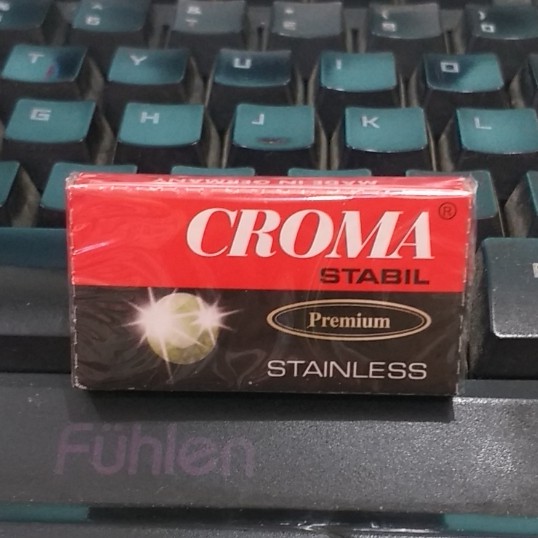 T Y U I O
G H J K L
MADE IN GERMANY
CROMA®
STABIL
Premium
STAINLESS
Fühlen